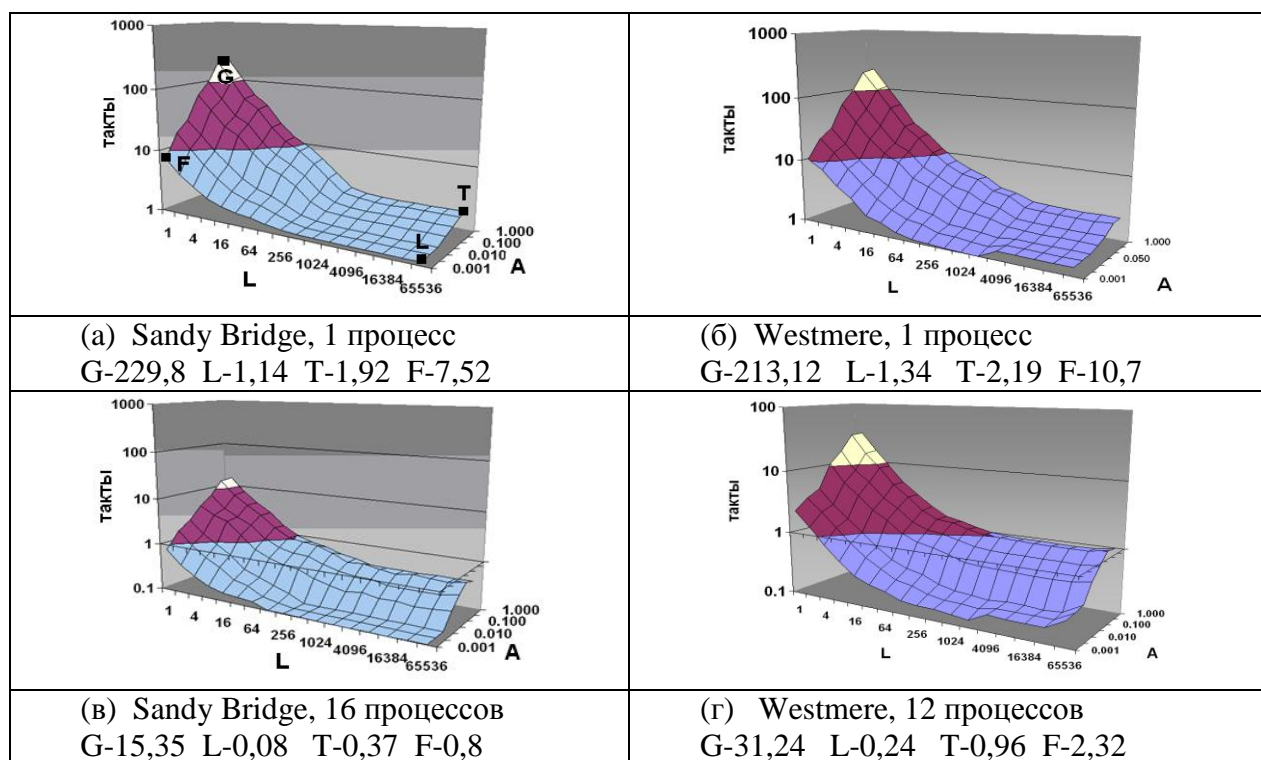 1000
100
10
1
такты
G
F
T
L
1 4 16 64 256 1024 4096 16384 65536
L
1.000
0.100
0.010
0.001
A
1000
100
10
1
такты
1 4 16 64 256 1024 4096 16384 65536
L
1.000
0.050
0.001
A
(а) Sandy Bridge, 1 процесс
G-229,8 L-1,14 T-1,92 F-7,52
(б) Westmere, 1 процесс
G-213,12 L-1,34 T-2,19 F-10,7
1000
100
10
1
0.1
такты
1 4 16 64 256 1024 4096 16384 65536
L
1.000
0.100
0.010
0.001
A
100
10
1
0.1
такты
1 4 16 64 256 1024 4096 16384 65536
L
1.000
0.100
0.010
0.001
A
(в) Sandy Bridge, 16 процессов
G-15,35 L-0,08 T-0,37 F-0,8
(г) Westmere, 12 процессов
G-31,24 L-0,24 T-0,96 F-2,32